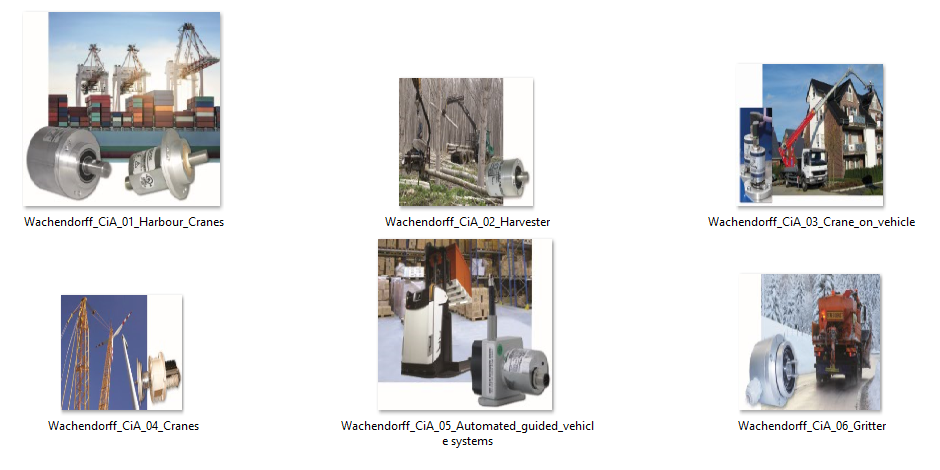 Wachendorff_CiA_01_Harbour_Cranes
Wachendorff_CiA_02_Harvester
Wachendorff_CiA_03_Crane_on_vehicle
Wachendorff_CiA_04_Cranes
Wachendorff_CiA_05_Automated_guided_vehicl
e systems
Wachendorff_CiA_06_Gritter